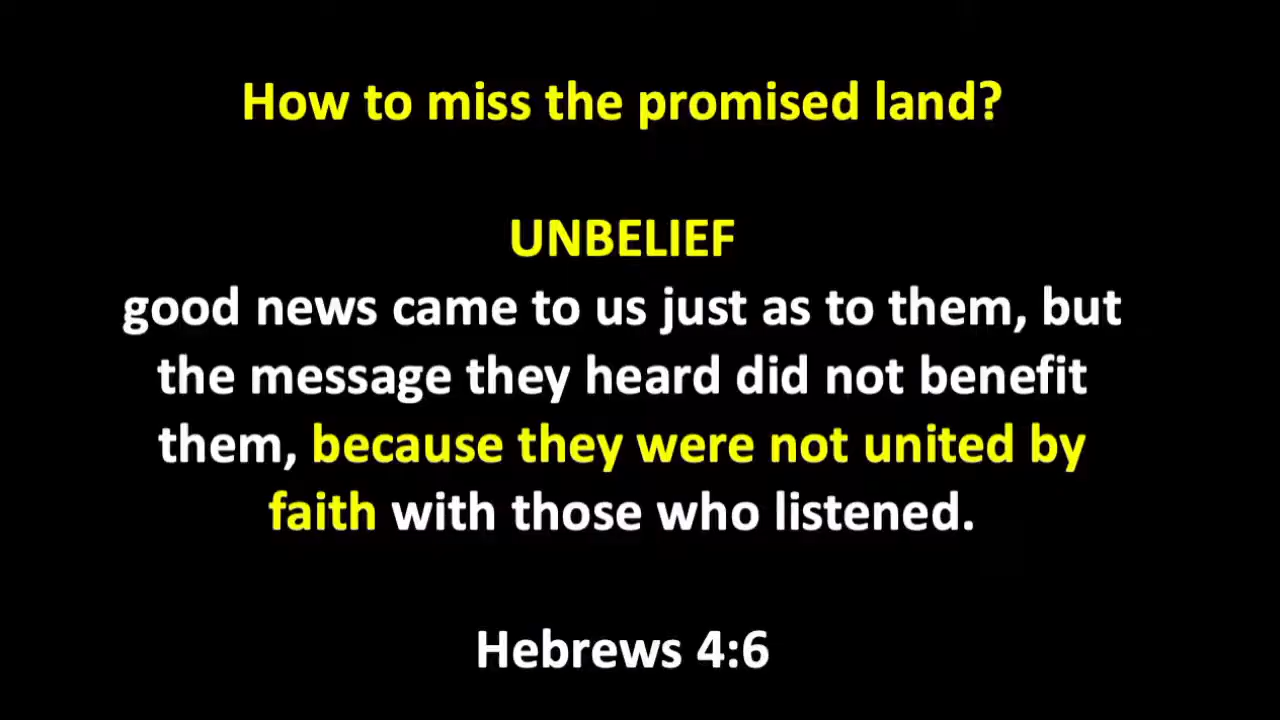 How to miss the promised land?
UNBELIEF
good news came to us just as to them, but
the message they heard did not benefit
them, because they were not united by
faith with those who listened.
Hebrews 4:6